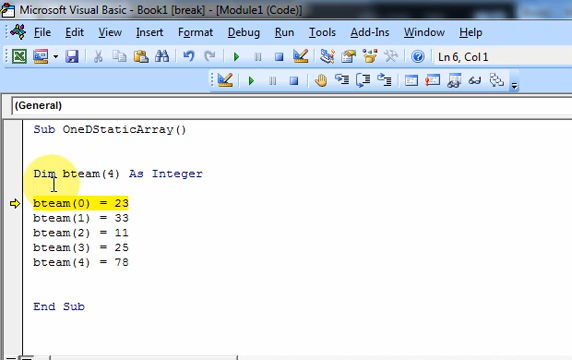 Microsoft Visual Basic - Book1 [break] - [Module1 (Code)]
File Edit View Insert Format Debug Run Tools Add-Ins Window Help
Ln 6, Col 1
(General)
Sub OneDStaticArray()
Dim bteam(4) As Integer
bteam(0) = 23
bteam(1) = 33
bteam(2) = 11
bteam(3) = 25
bteam(4) = 78
End Sub